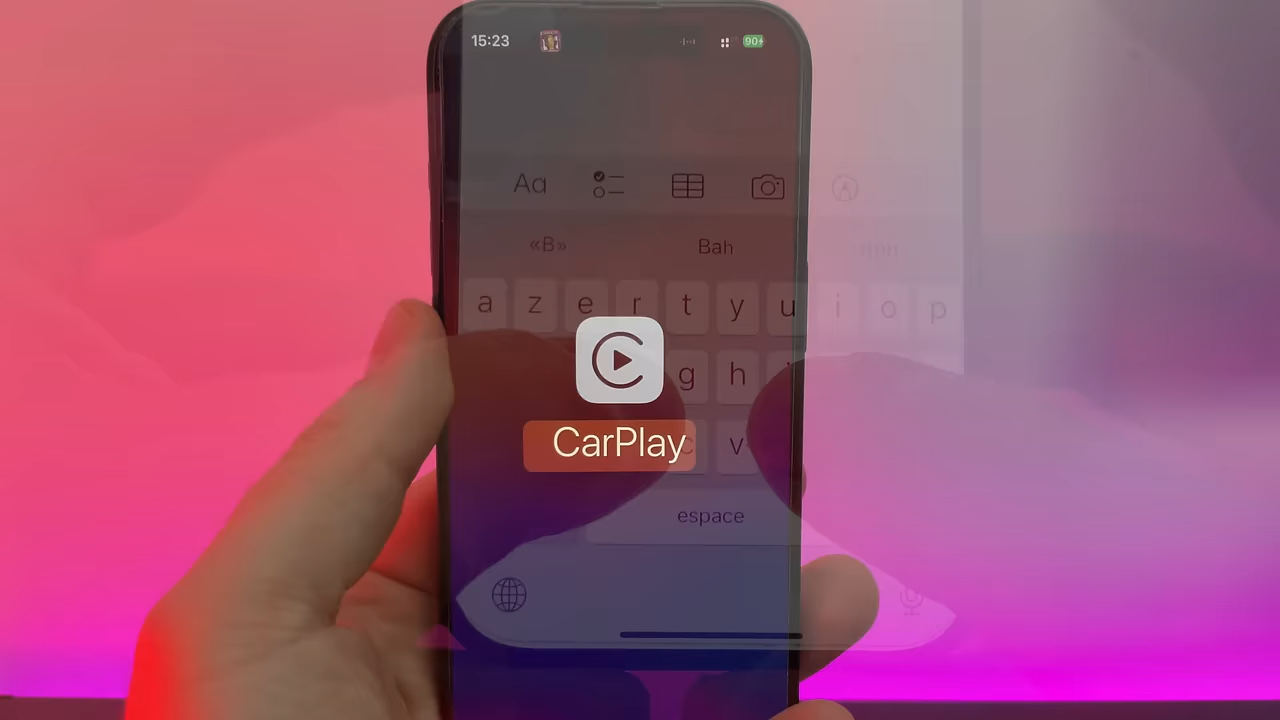 15:23 90
Aa
«B» Bah
a z e r t y u i o p
g h
CarPlay
c v
espace